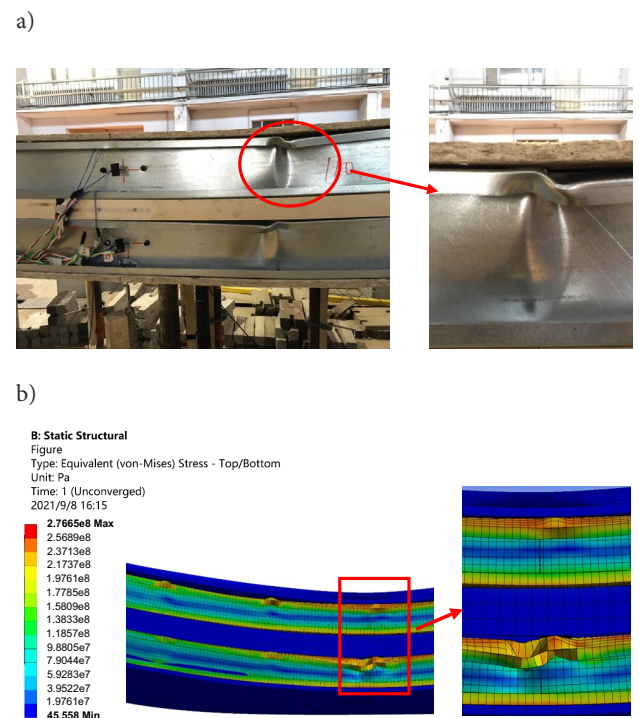 a)
b)
B: Static Structural
Figure
Type: Equivalent (von-Mises) Stress - Top/Bottom
Unit: Pa
Time: 1 (Unconverged)
2021/9/8 16:15
2.7665e8 Max
2.5689e8
2.3713e8
2.1737e8
1.9761e8
1.7785e8
1.5809e8
1.3833e8
1.1857e8
9.8805e7
7.9044e7
5.9283e7
3.9522e7
1.9761e7
45.558 Min